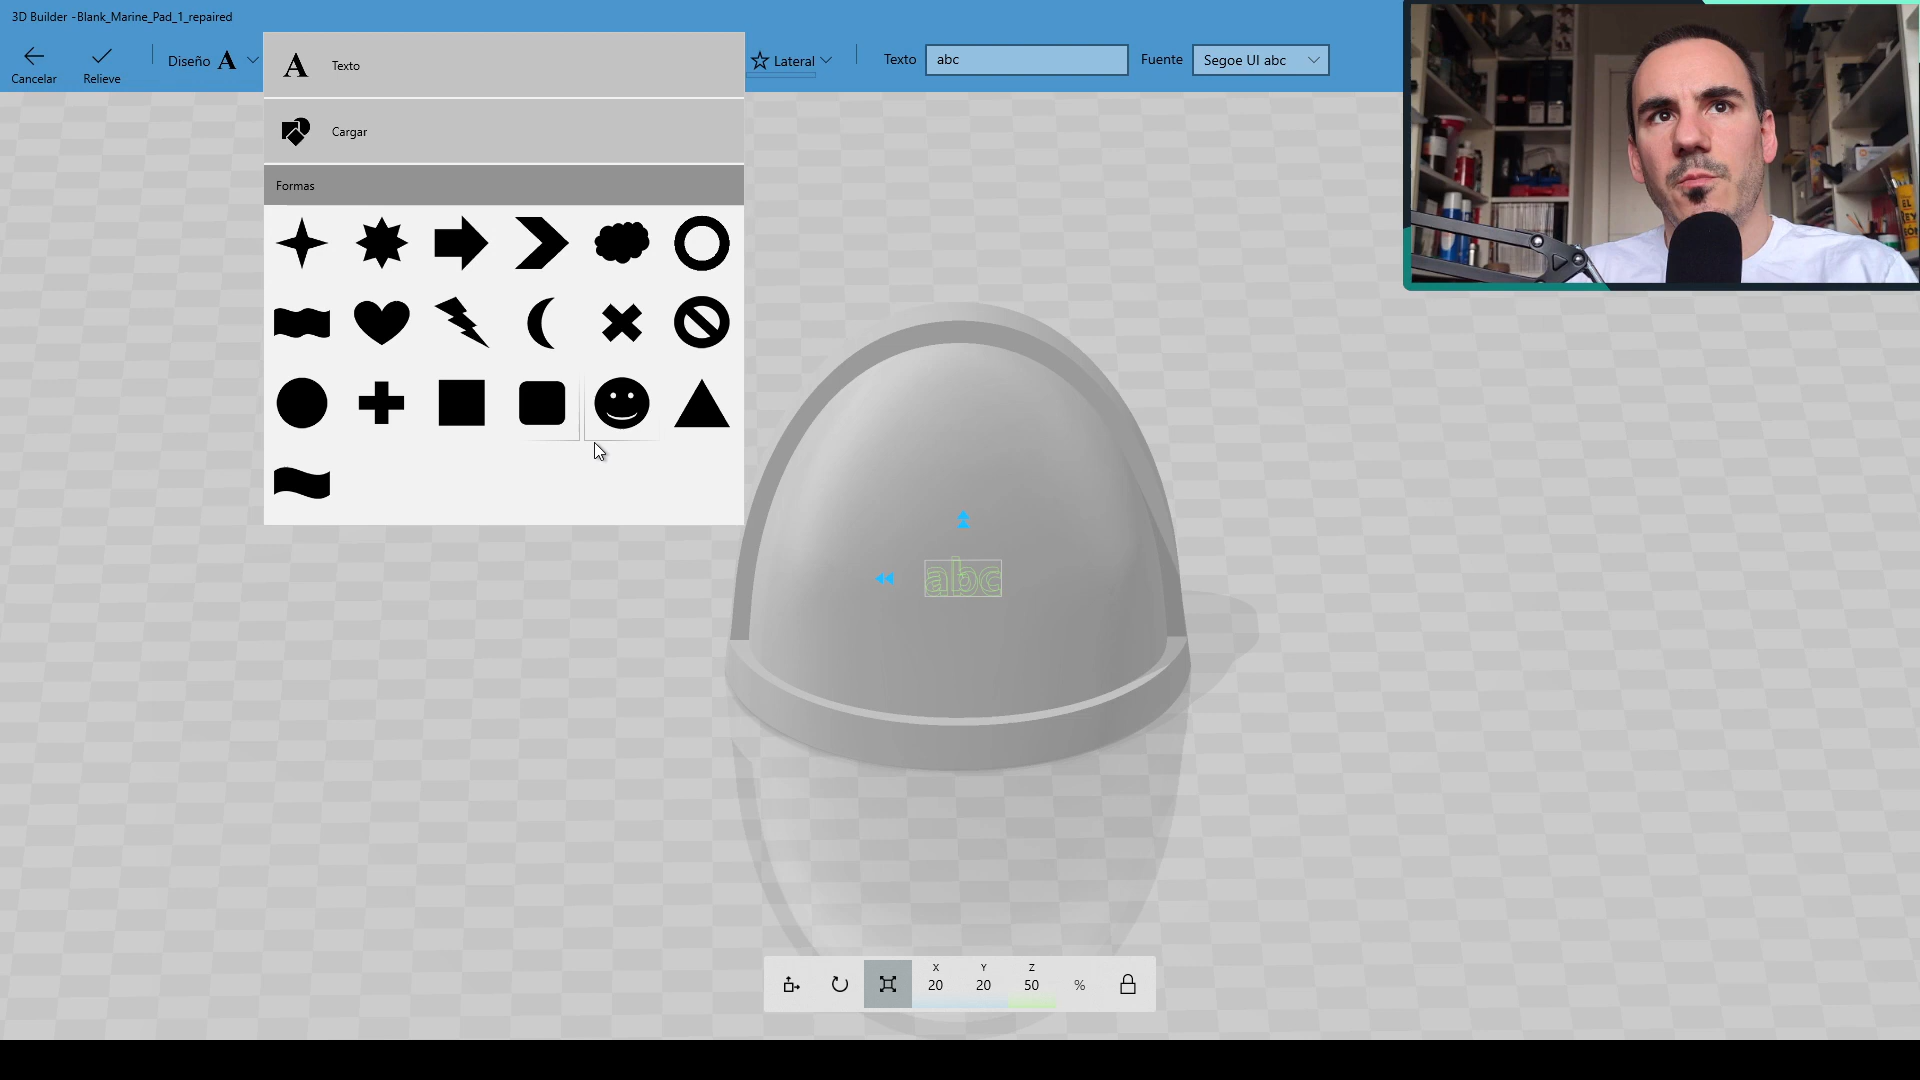 3D Builder -Blank_Marine_Pad_1_repaired
Cancelar
Relieve
Diseño A
Lateral
Texto abc
Fuente Segoe UI abc
A Texto
Cargar
Formas
abc
X Y Z
20 20 50 %